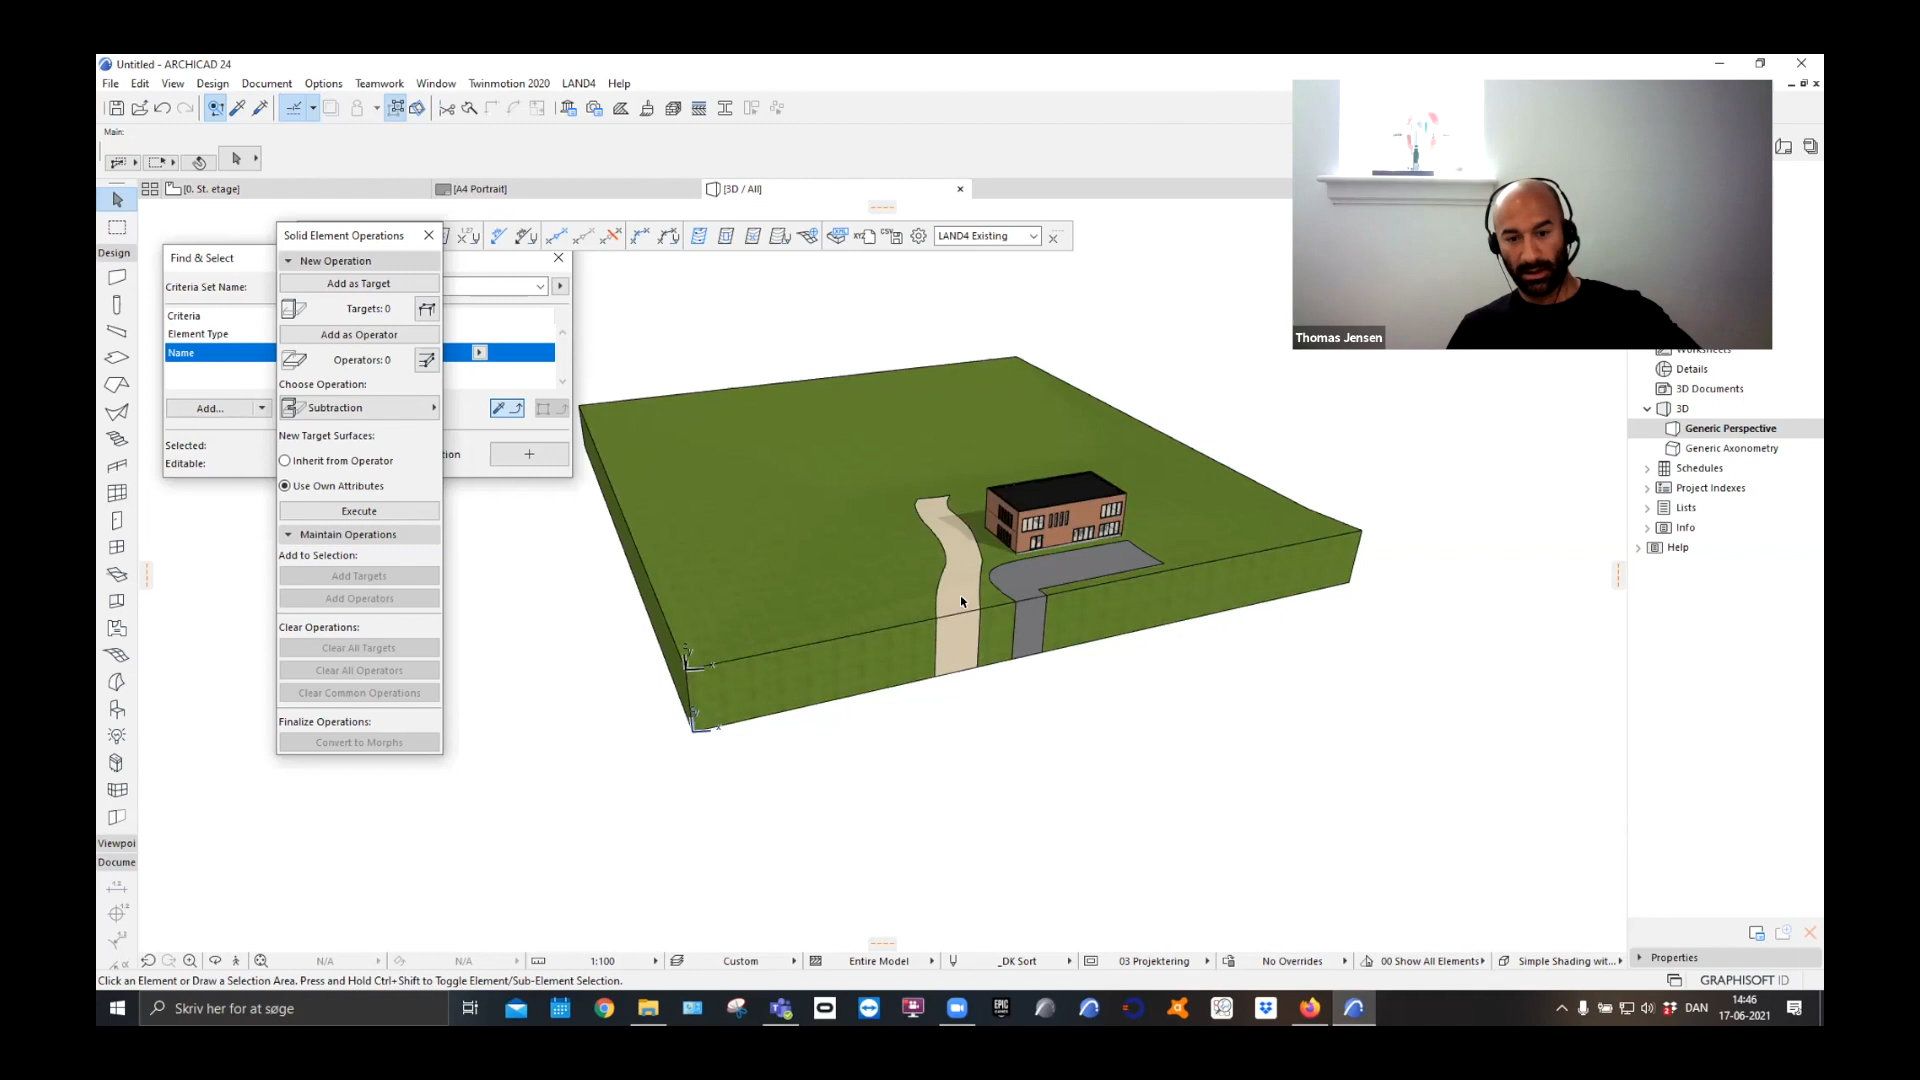 Untitled - ARCHICAD 24
File Edit View Design Document Options Teamwork Window Twinmotion 2020 LAND4 Help
Main:
[0. St. etage]
[A4 Portrait]
[3D / All]
Design
Solid Element Operations
New Operation
Add as Target
Targets: 0
Add as Operator
Operators: 0
Choose Operation:
Subtraction
New Target Surfaces:
Inherit from Operator
Use Own Attributes
Execute
Maintain Operations
Add to Selection:
Add Targets
Add Operators
Clear Operations:
Clear All Targets
Clear All Operators
Clear Common Operations
Finalize Operations:
Convert to Morphs
Find & Select
Criteria Set Name:
Criteria
Element Type
Name
Add...
Selected:
Editable:
tion
XYZ
CSV
LAND4 Existing
Thomas Jensen
Worksheets
Details
3D Documents
3D
Generic Perspective
Generic Axonometry
Schedules
Project Indexes
Lists
Info
Help
Properties
Viewpoi
Docume
N/A
N/A
1:100
Custom
Entire Model
_DK Sort
03 Projektering
No Overrides
00 Show All Elements
Simple Shading wit...
Click an Element or Draw a Selection Area. Press and Hold Ctrl+Shift to Toggle Element/Sub-Element Selection.
GRAPHISOFT ID
Skriv her for at søge
EPIC
DAN
14:46
17-06-2021